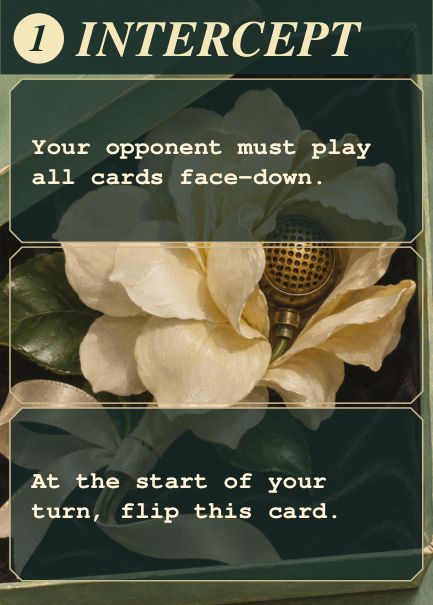 1 INTERCEPT
Your opponent must play
all cards face-down.
At the start of your
turn, flip this card.